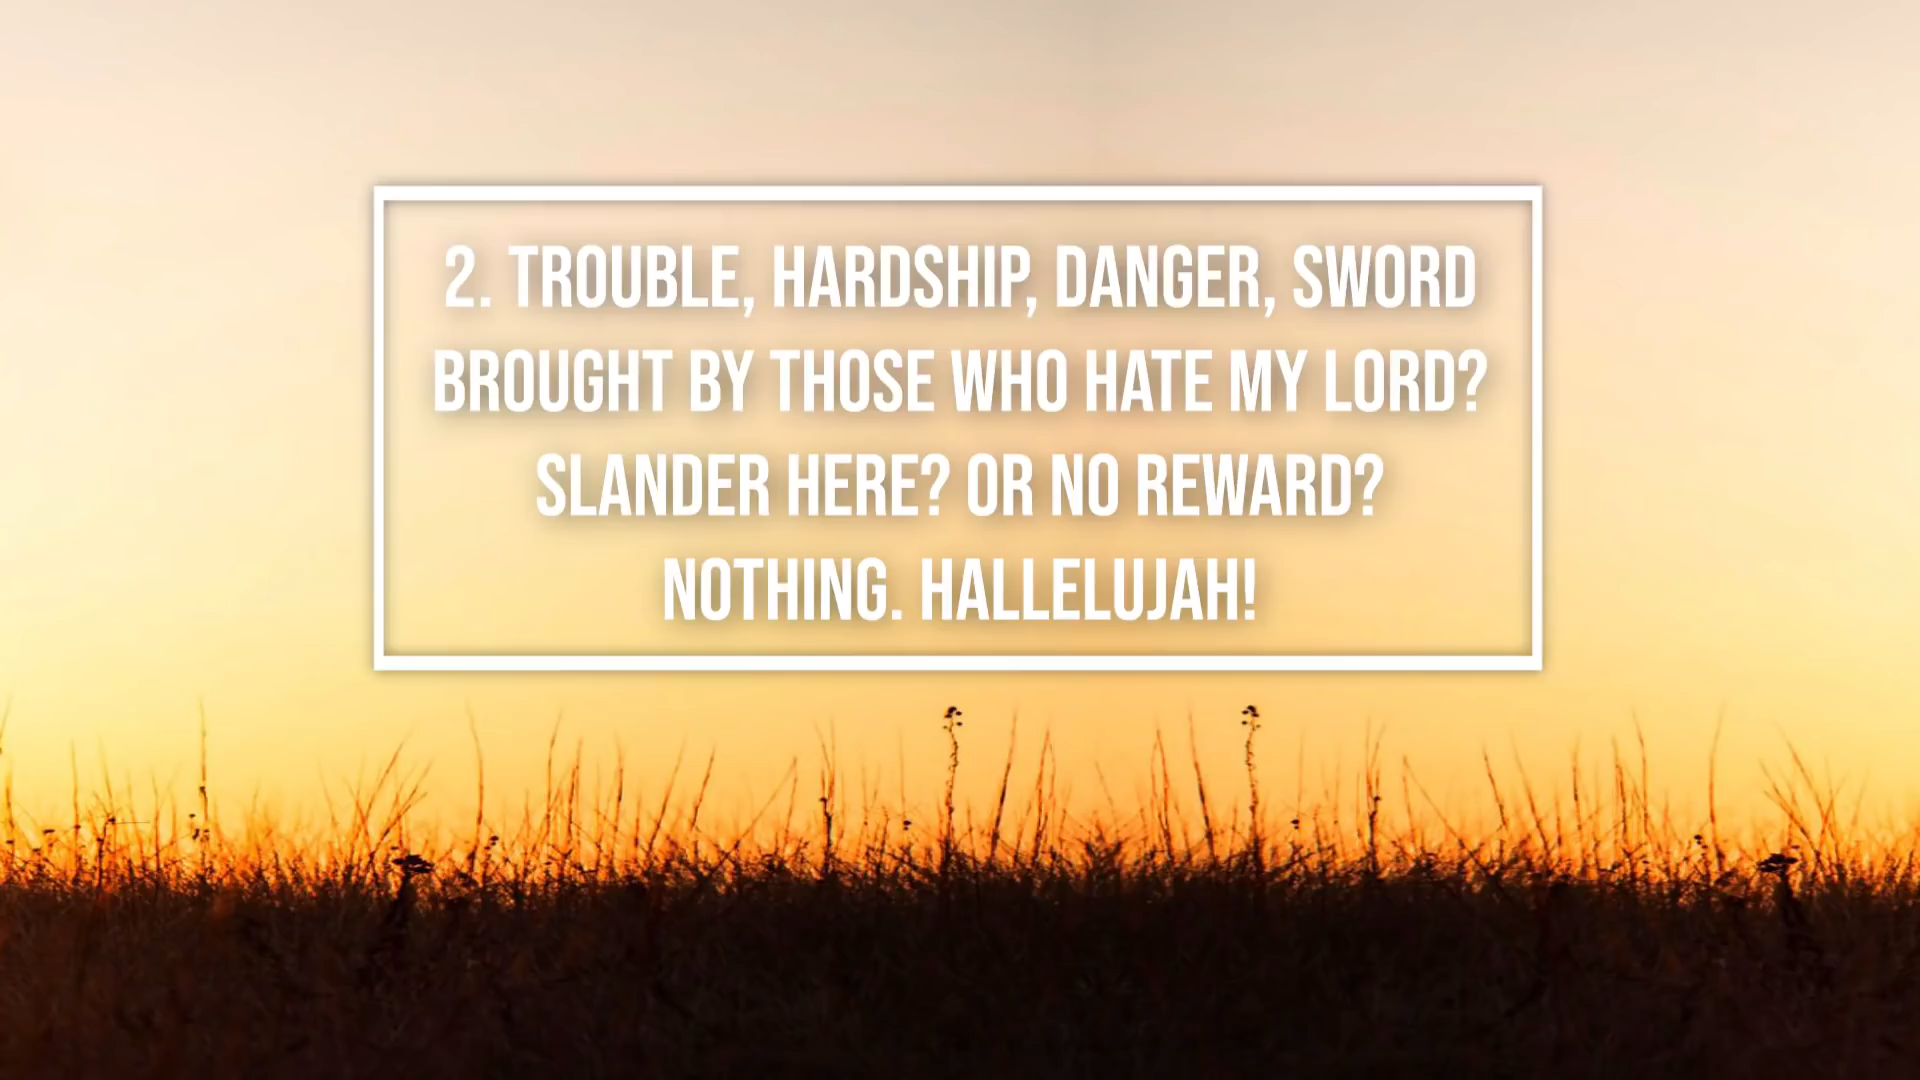 2. TROUBLE, HARDSHIP, DANGER, SWORD
BROUGHT BY THOSE WHO HATE MY LORD?
SLANDER HERE? OR NO REWARD?
NOTHING. HALLELUJAH!